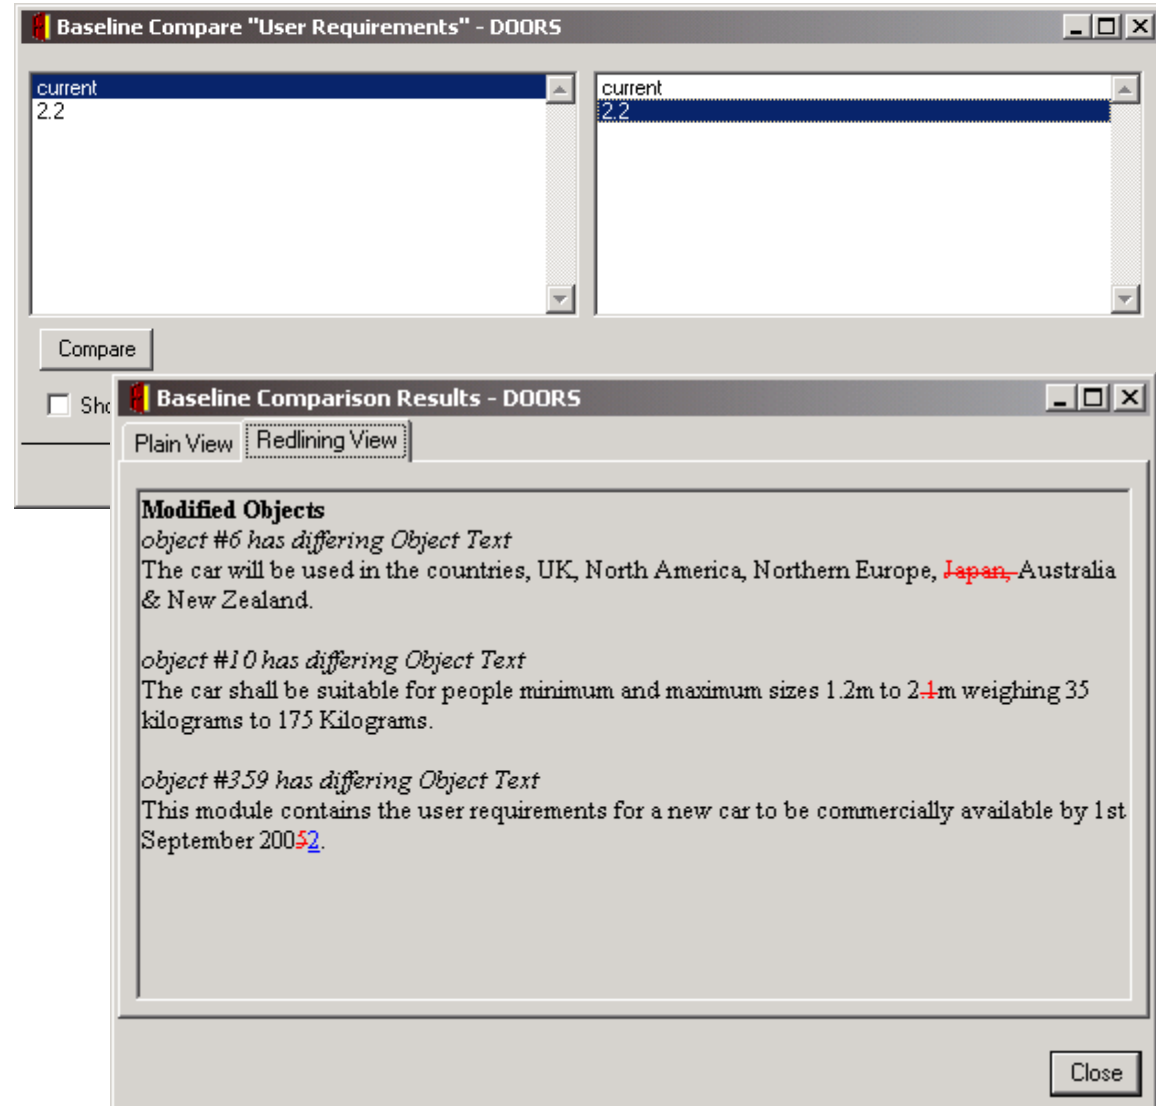 Baseline Compare "User Requirements" - DOORS
current
2.2
current
2.2
Compare
Baseline Comparison Results - DOORS
Plain View
Redlining View
Modified Objects
object #6 has differing Object Text
The car will be used in the countries, UK, North America, Northern Europe, Japan, Australia
& New Zealand.
object #10 has differing Object Text
The car shall be suitable for people minimum and maximum sizes 1.2m to 2.1m weighing 35
kilograms to 175 Kilograms.
object #359 has differing Object Text
This module contains the user requirements for a new car to be commercially available by 1st
September 20052.
Close